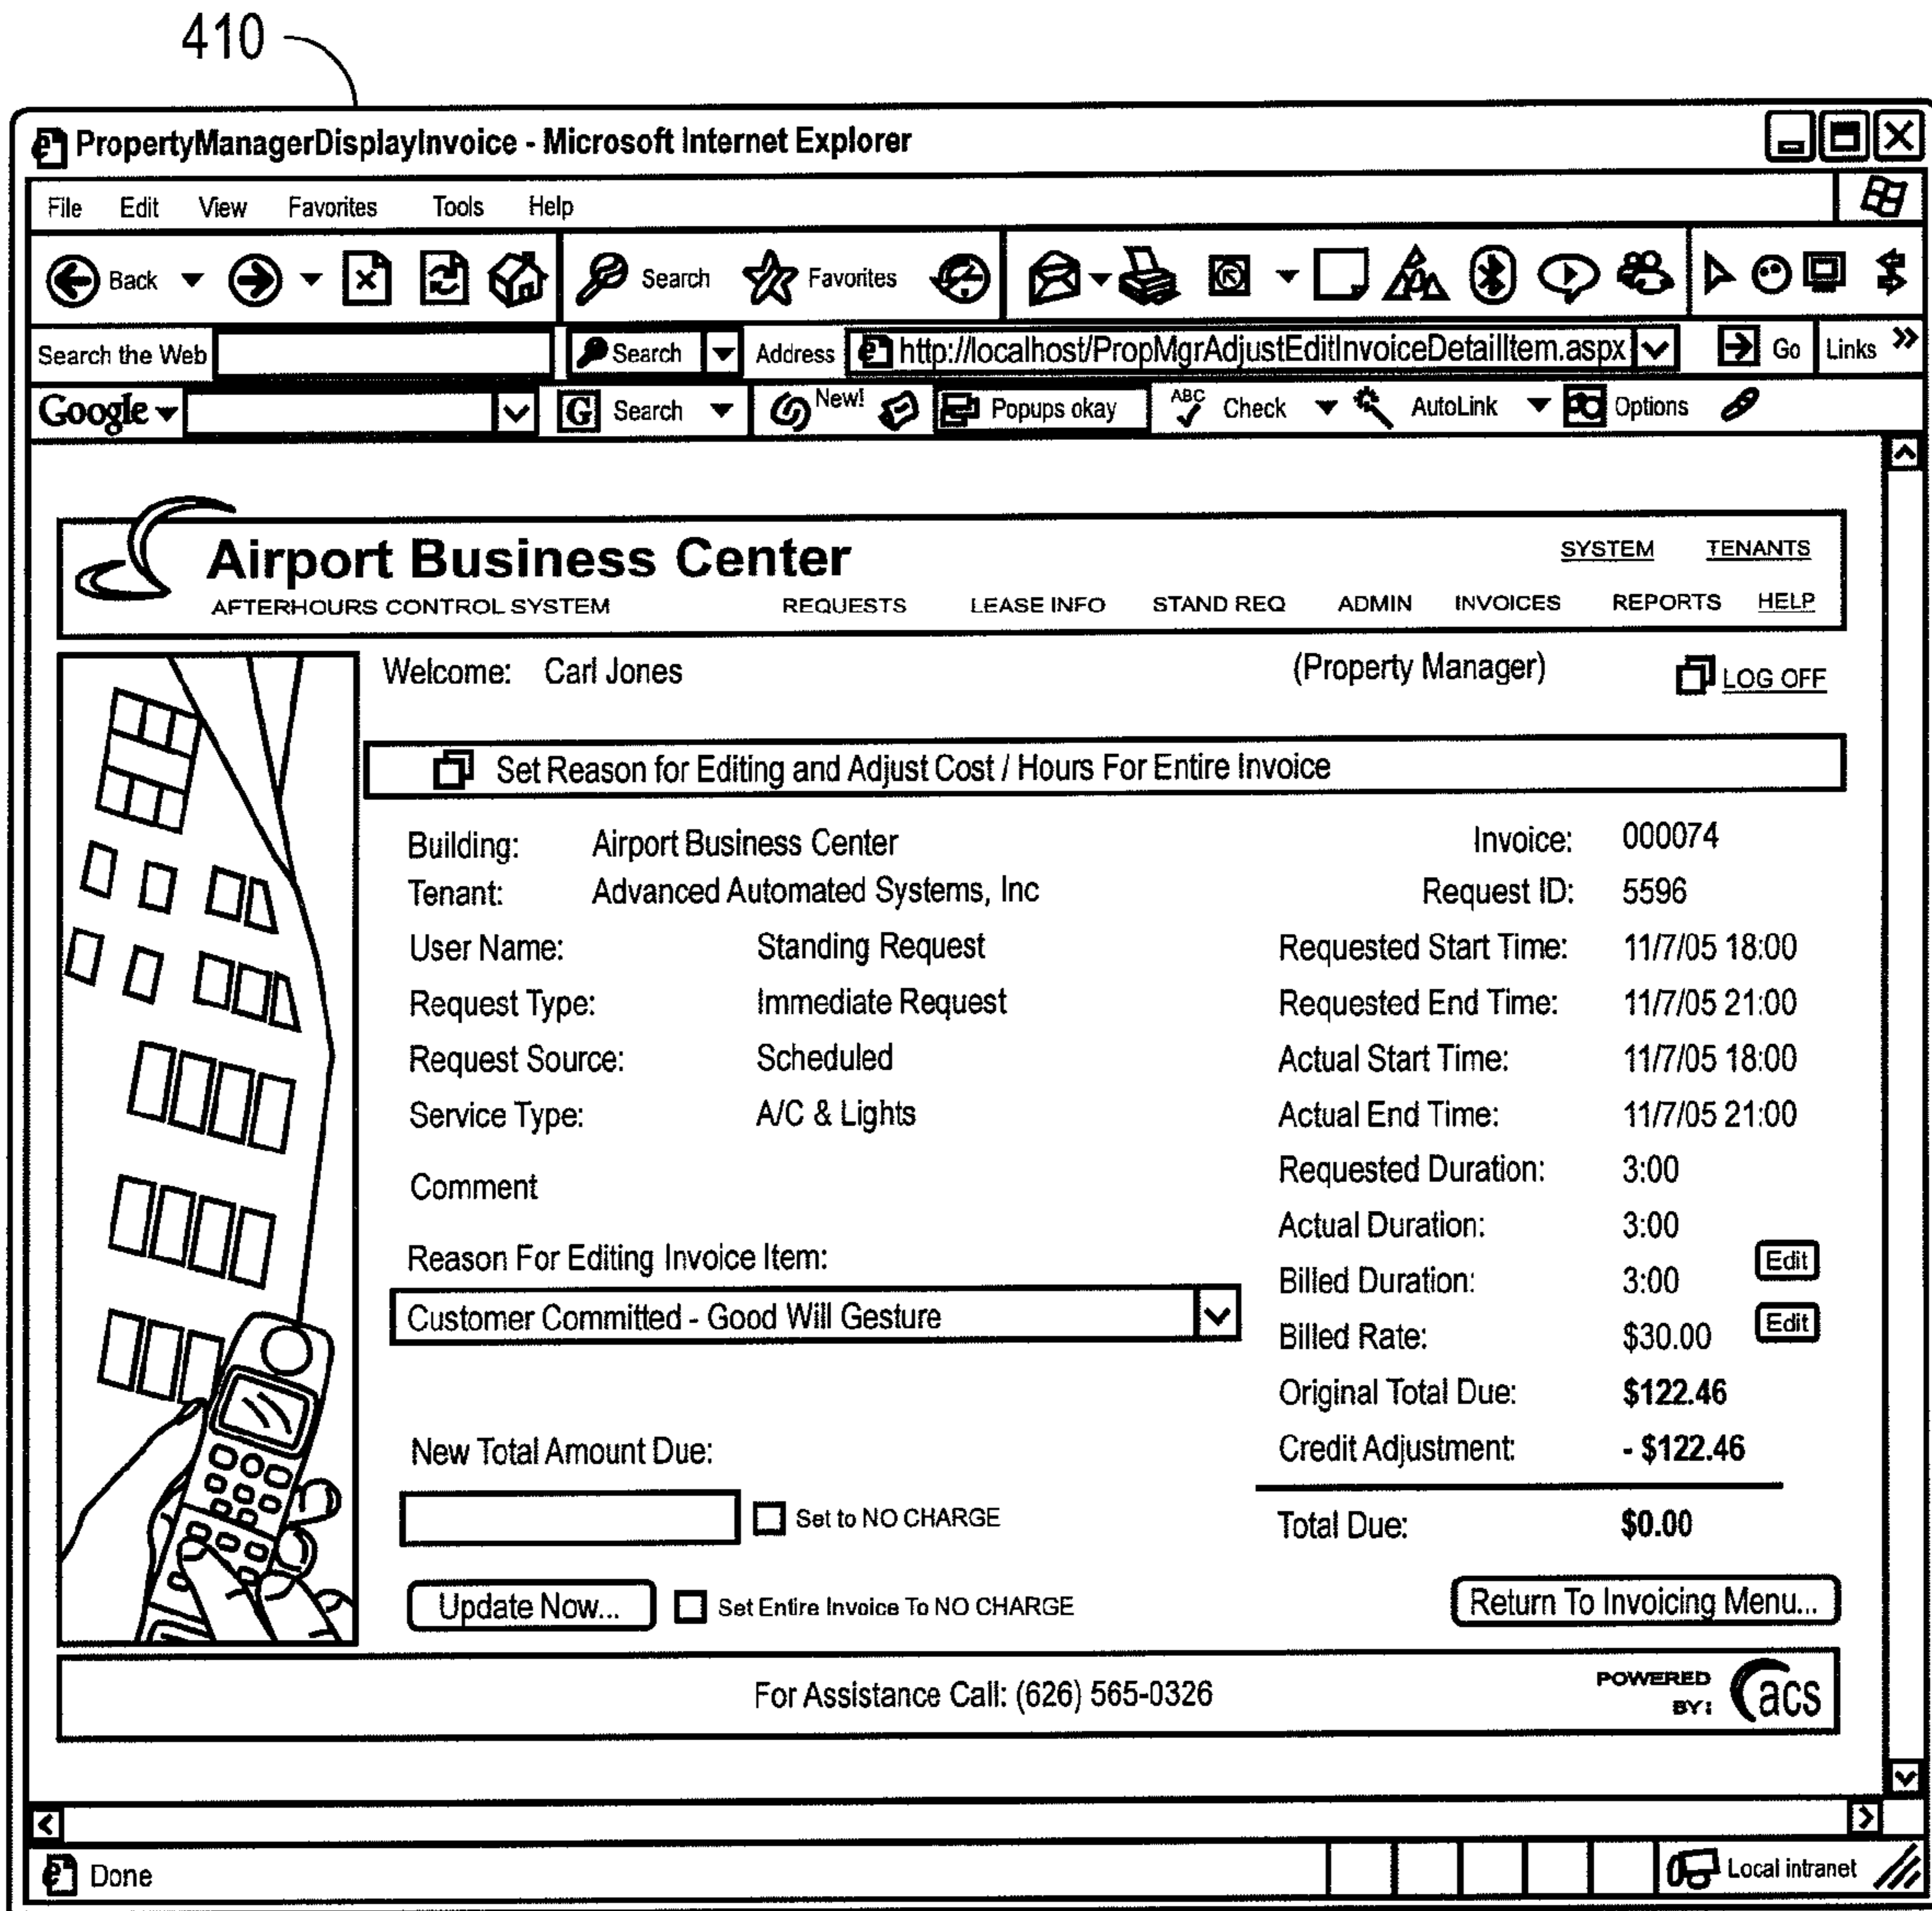 410
PropertyManagerDisplayInvoice - Microsoft Internet Explorer
File Edit View Favorites Tools Help
Back Search Favorites
Search the Web Search Address http://localhost/PropMgrAdjustEditInvoiceDetailItem.aspx Go Links »
Google G Search New! Popups okay ABC Check AutoLink Options
Airport Business Center SYSTEM TENANTS
AFTERHOURS CONTROL SYSTEM REQUESTS LEASE INFO STAND REQ ADMIN INVOICES REPORTS HELP
Welcome: Carl Jones (Property Manager) LOG OFF
Set Reason for Editing and Adjust Cost / Hours For Entire Invoice
Building: Airport Business Center Invoice: 000074
Tenant: Advanced Automated Systems, Inc Request ID: 5596
User Name: Standing Request Requested Start Time: 11/7/05 18:00
Request Type: Immediate Request Requested End Time: 11/7/05 21:00
Request Source: Scheduled Actual Start Time: 11/7/05 18:00
Service Type: A/C & Lights Actual End Time: 11/7/05 21:00
Comment Requested Duration: 3:00
Actual Duration: 3:00
Reason For Editing Invoice Item: Billed Duration: 3:00 Edit
Customer Committed - Good Will Gesture Billed Rate: $30.00 Edit
Original Total Due: $122.46
New Total Amount Due: Credit Adjustment: - $122.46
Set to NO CHARGE Total Due: $0.00
Update Now... Set Entire Invoice To NO CHARGE Return To Invoicing Menu...
For Assistance Call: (626) 565-0326 POWERED BY: acs
Done Local intranet